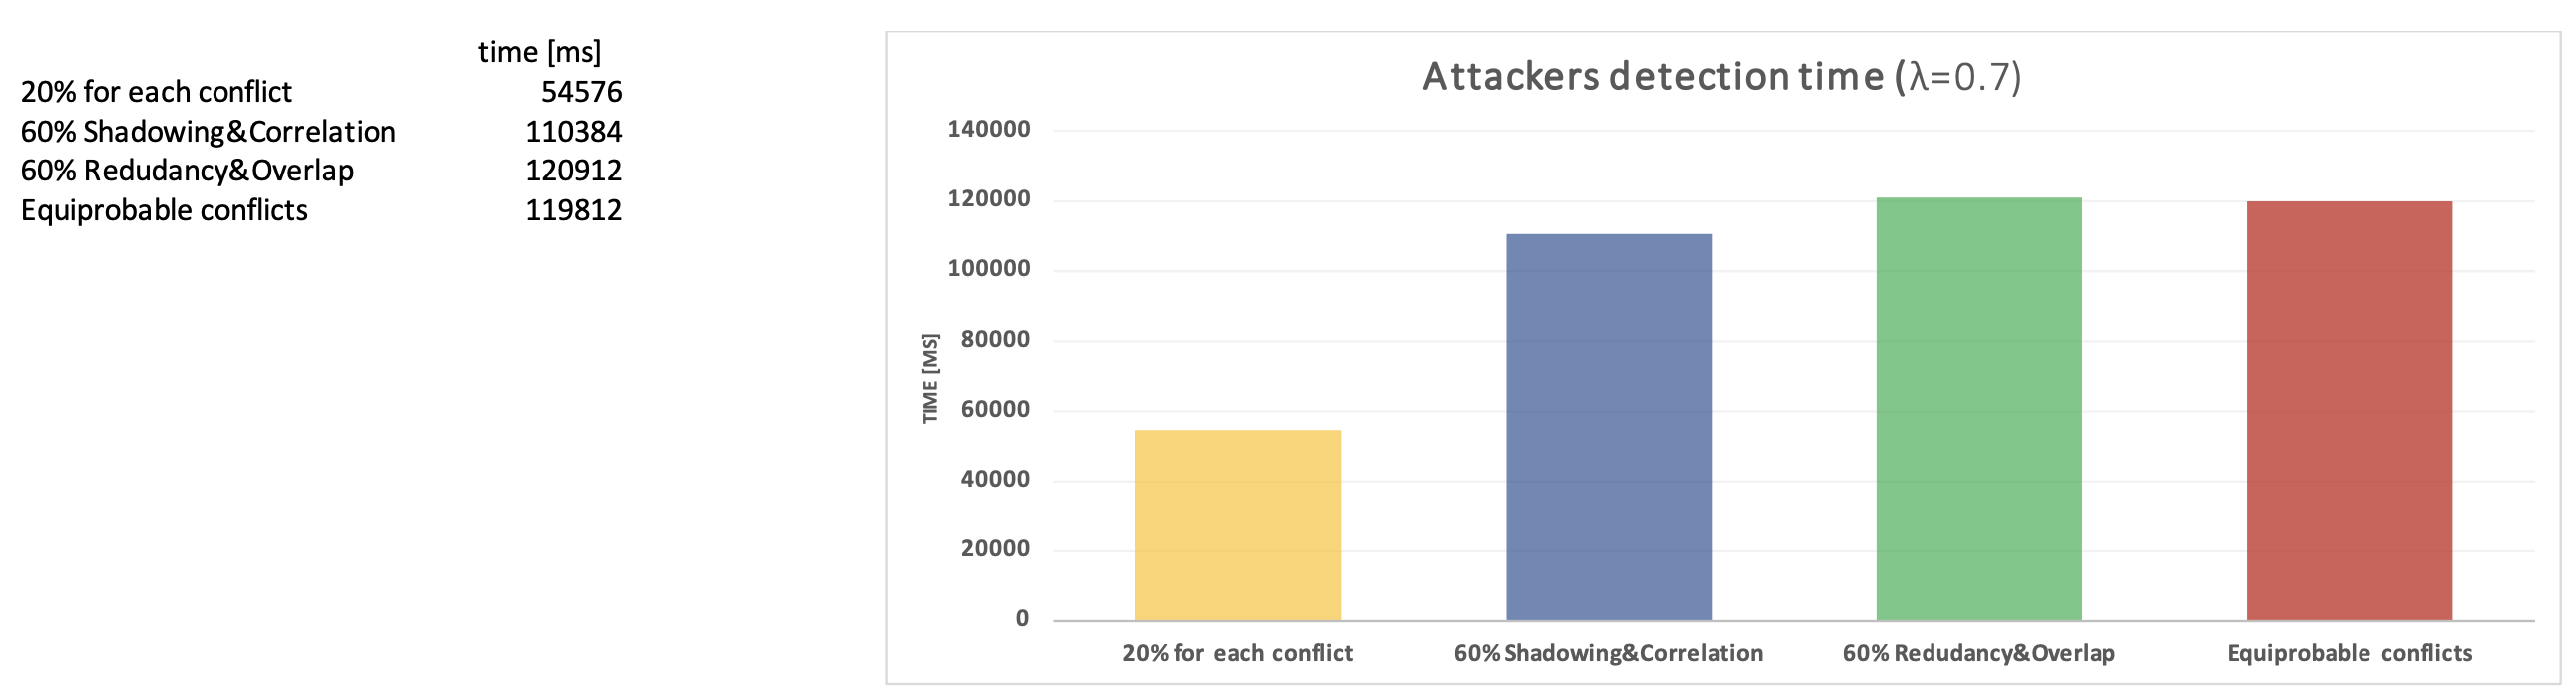 time [ms]
20% for each conflict 54576
60% Shadowing&Correlation 110384
60% Redudancy&Overlap 120912
Equiprobable conflicts 119812
Attackers detection time (λ=0.7)
140000
120000
100000
80000
60000
40000
20000
0
TIME [MS]
20% for each conflict 60% Shadowing&Correlation 60% Redudancy&Overlap Equiprobable conflicts